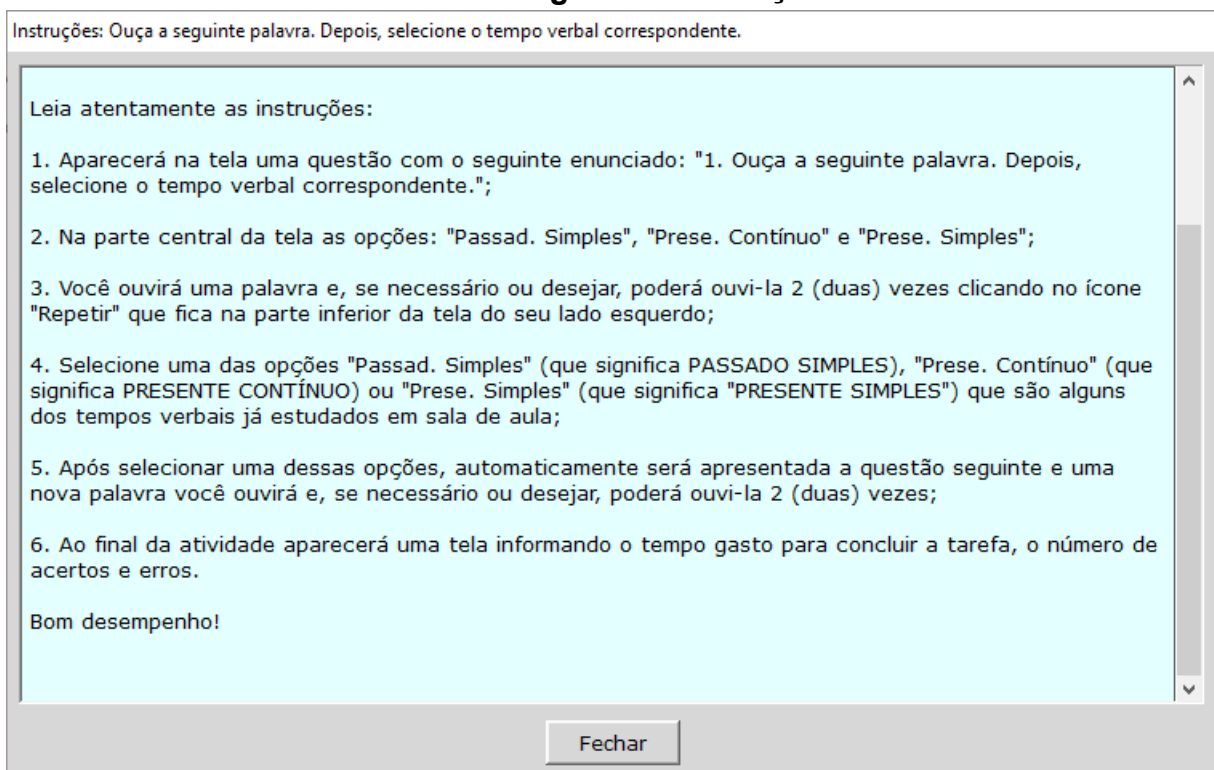 Instruções: Ouça a seguinte palavra. Depois, selecione o tempo verbal correspondente.
Leia atentamente as instruções:
1. Aparecerá na tela uma questão com o seguinte enunciado: "1. Ouça a seguinte palavra. Depois,
selecione o tempo verbal correspondente.";
2. Na parte central da tela as opções: "Passad. Simples", "Prese. Contínuo" e "Prese. Simples";
3. Você ouvirá uma palavra e, se necessário ou desejar, poderá ouvi-la 2 (duas) vezes clicando no ícone
"Repetir" que fica na parte inferior da tela do seu lado esquerdo;
4. Selecione uma das opções "Passad. Simples" (que significa PASSADO SIMPLES), "Prese. Contínuo" (que
significa PRESENTE CONTÍNUO) ou "Prese. Simples" (que significa "PRESENTE SIMPLES") que são alguns
dos tempos verbais já estudados em sala de aula;
5. Após selecionar uma dessas opções, automaticamente será apresentada a questão seguinte e uma
nova palavra você ouvirá e, se necessário ou desejar, poderá ouvi-la 2 (duas) vezes;
6. Ao final da atividade aparecerá uma tela informando o tempo gasto para concluir a tarefa, o número de
acertos e erros.
Bom desempenho!
Fechar